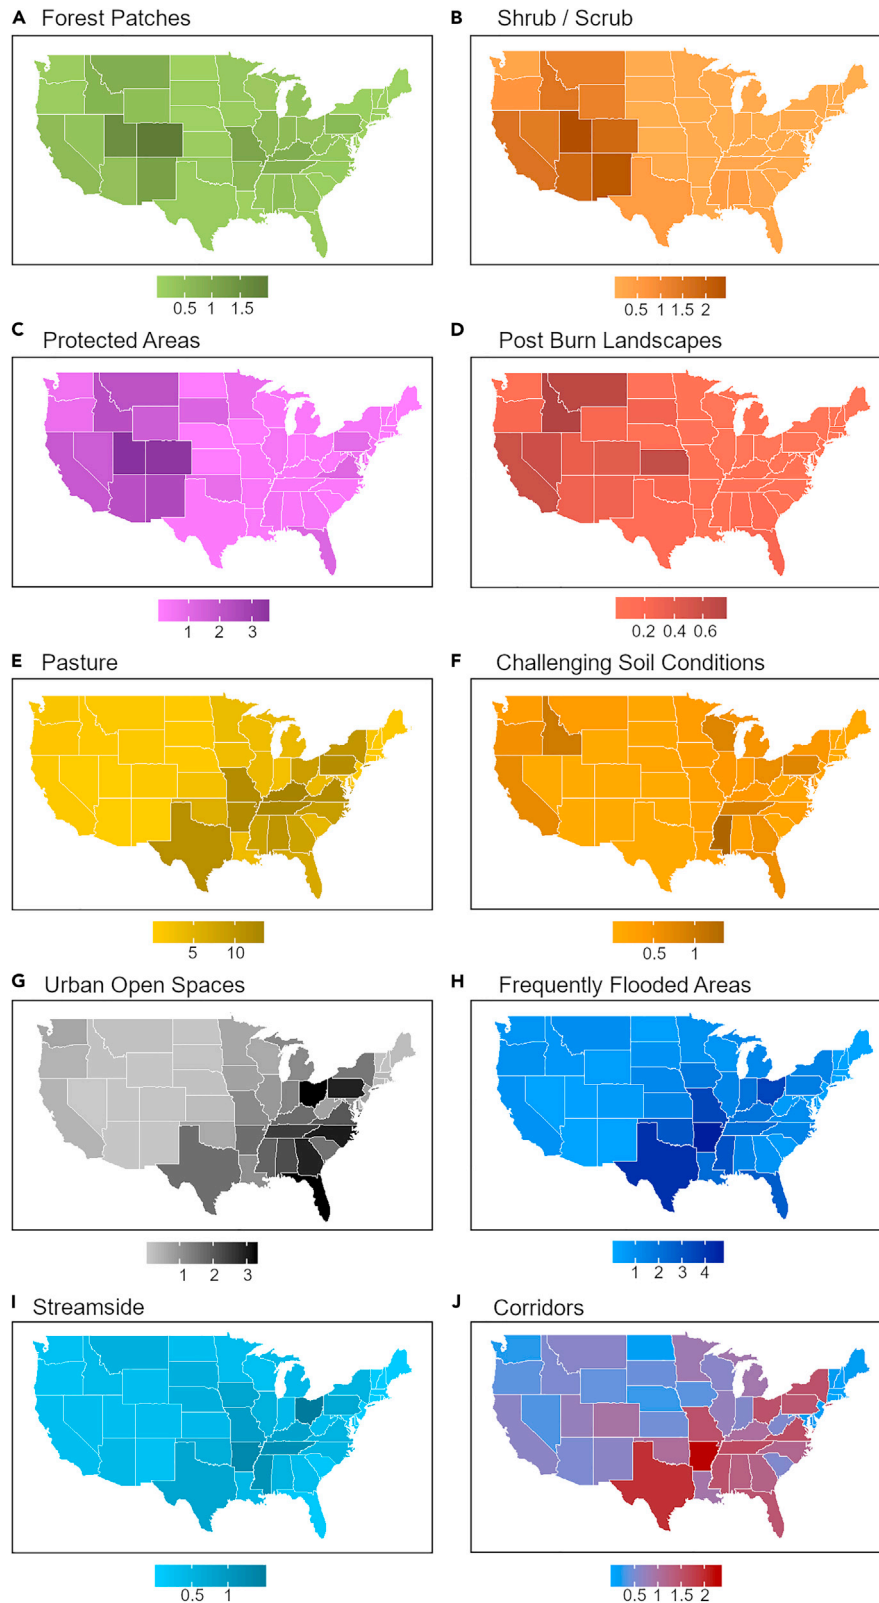 A Forest Patches
B Shrub / Scrub
0.5 1 1.5
0.5 1 1.5 2
C Protected Areas
D Post Burn Landscapes
1 2 3
0.2 0.4 0.6
E Pasture
F Challenging Soil Conditions
5 10
0.5 1
G Urban Open Spaces
H Frequently Flooded Areas
1 2 3
1 2 3 4
I Streamside
J Corridors
0.5 1
0.5 1 1.5 2